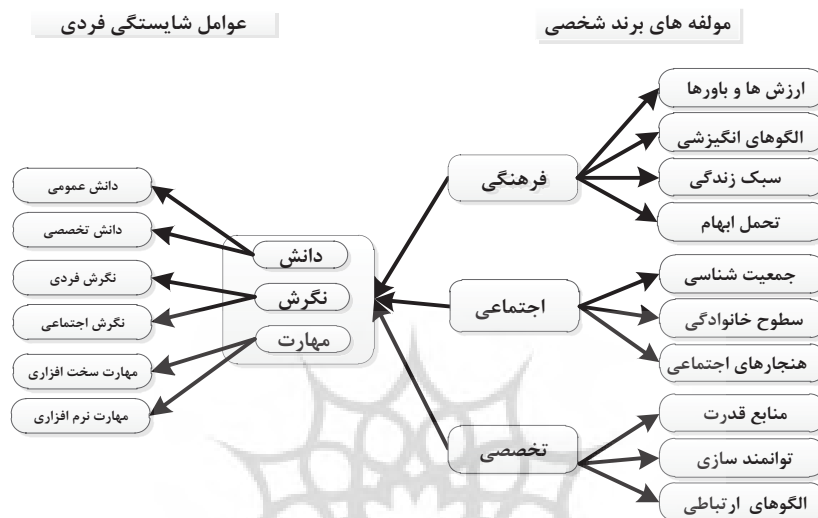 مولفه های برند شخصی
عوامل شایستگی فردی
ارزش ها و باورها
الگوهای انگیزشی
سبک زندگی
تحمل ابهام
فرهنگی
جمعیت شناسی
سطوح خانوادگی
هنجارهای اجتماعی
اجتماعی
منابع قدرت
توانمند سازی
الگوهای ارتباطی
تخصصی
دانش
نگرش
مهارت
دانش عمومی
دانش تخصصی
نگرش فردی
نگرش اجتماعی
مهارت سخت افزاری
مهارت نرم افزاری